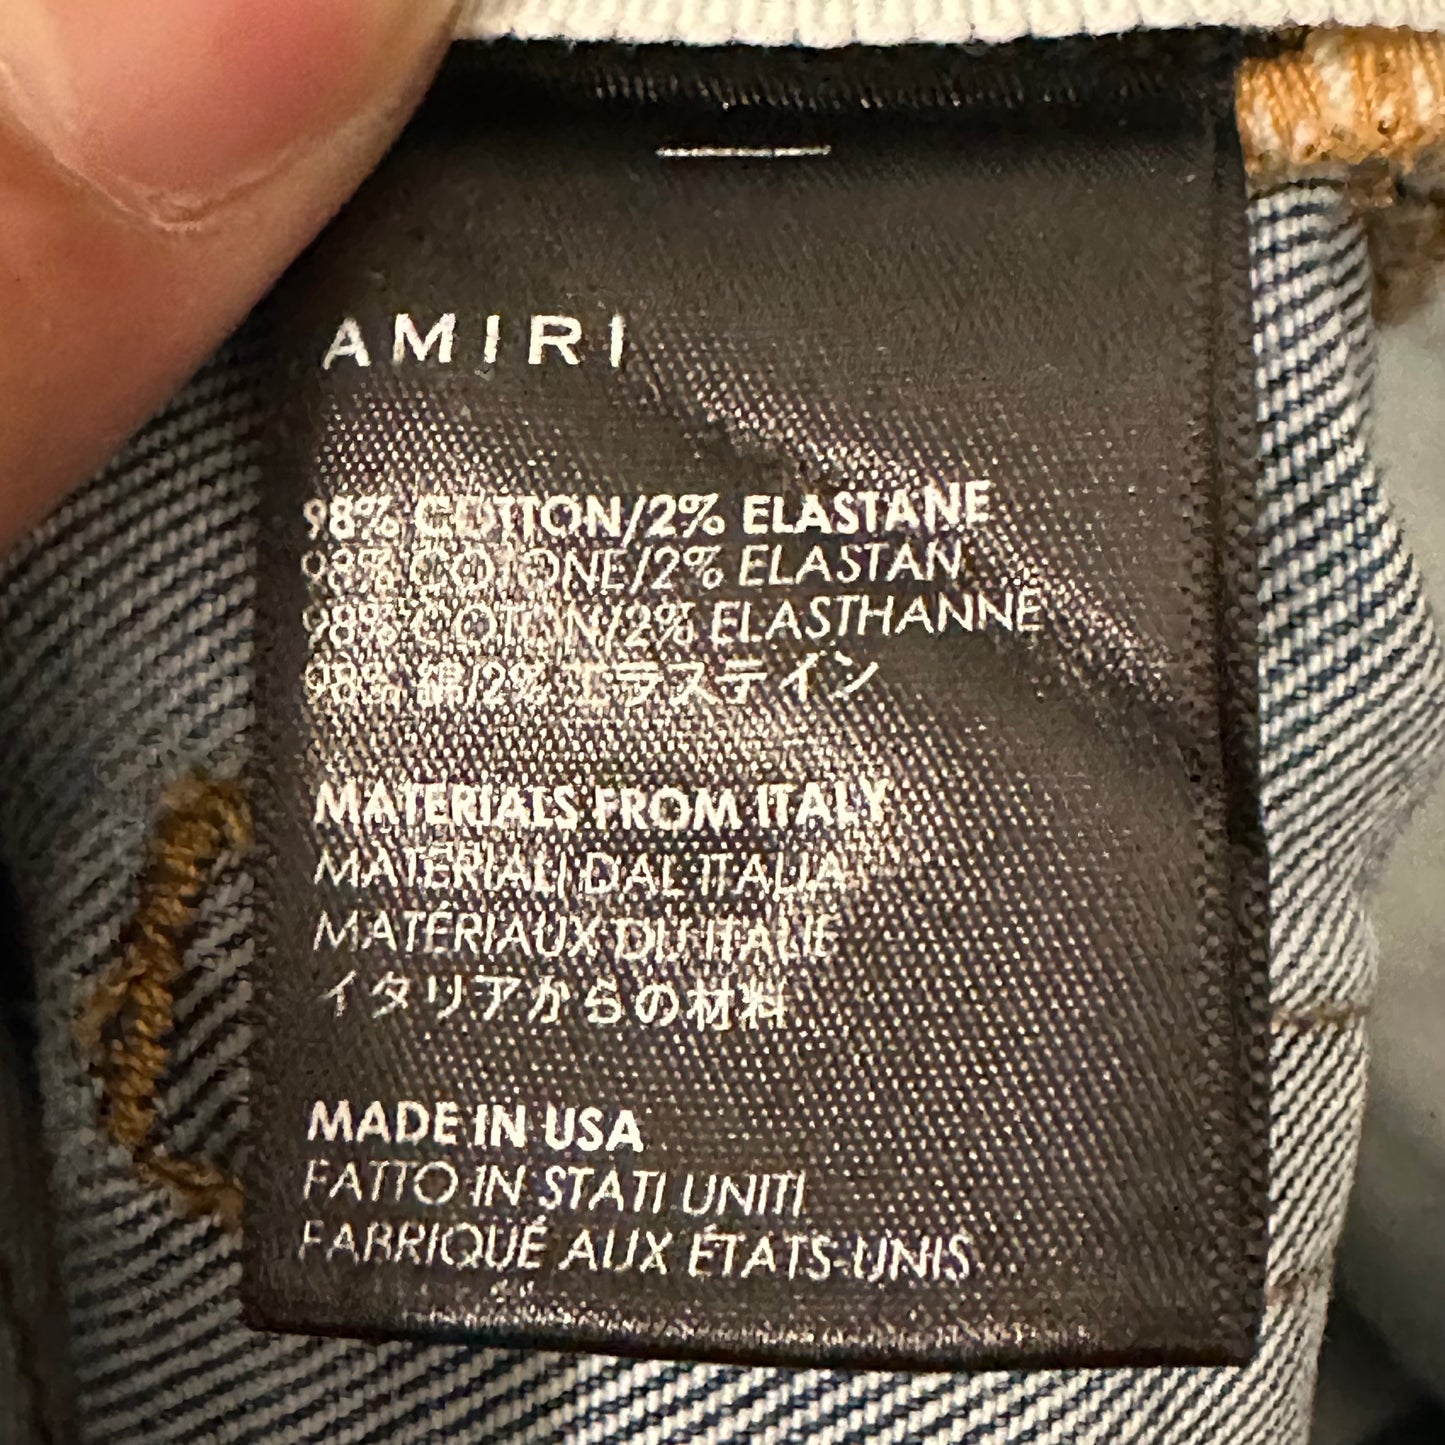 AMIRI
98% COTTON/2% ELASTANE
98% COTONE/2% ELASTAN
98% COTON/2% ELASTHANNE
98% 綿/2% エラステイン
MATERIALS FROM ITALY
MATERIALI DAL ITALIA
MATÉRIAUX DU ITALIE
イタリアからの材料
MADE IN USA
FATTO IN STATI UNITI
FABRIQUÉ AUX ÉTATS-UNIS